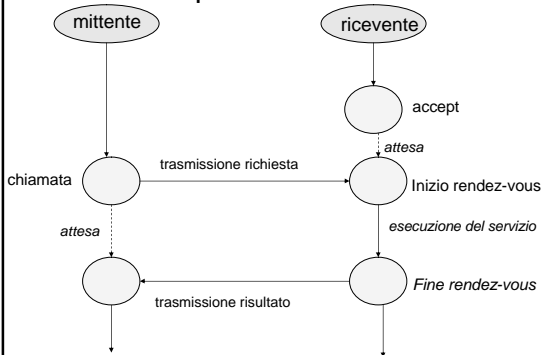 mittente
ricevente
accept
attesa
trasmissione richiesta
chiamata
Inizio rendez-vous
attesa
esecuzione del servizio
Fine rendez-vous
trasmissione risultato